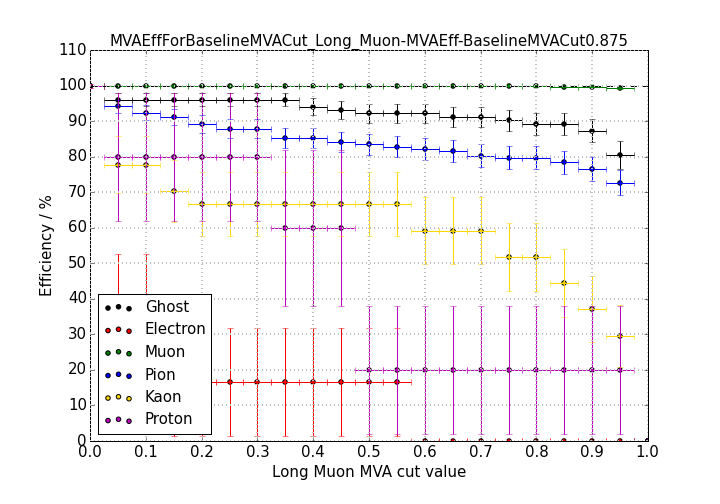 MVAEffForBaselineMVACut_Long_Muon-MVAEff-BaselineMVACut0.875
110
100
90
80
70
60
50
40
30
20
10
0
Efficiency / %
Ghost
Electron
Muon
Pion
Kaon
Proton
0.0 0.1 0.2 0.3 0.4 0.5 0.6 0.7 0.8 0.9 1.0
Long Muon MVA cut value